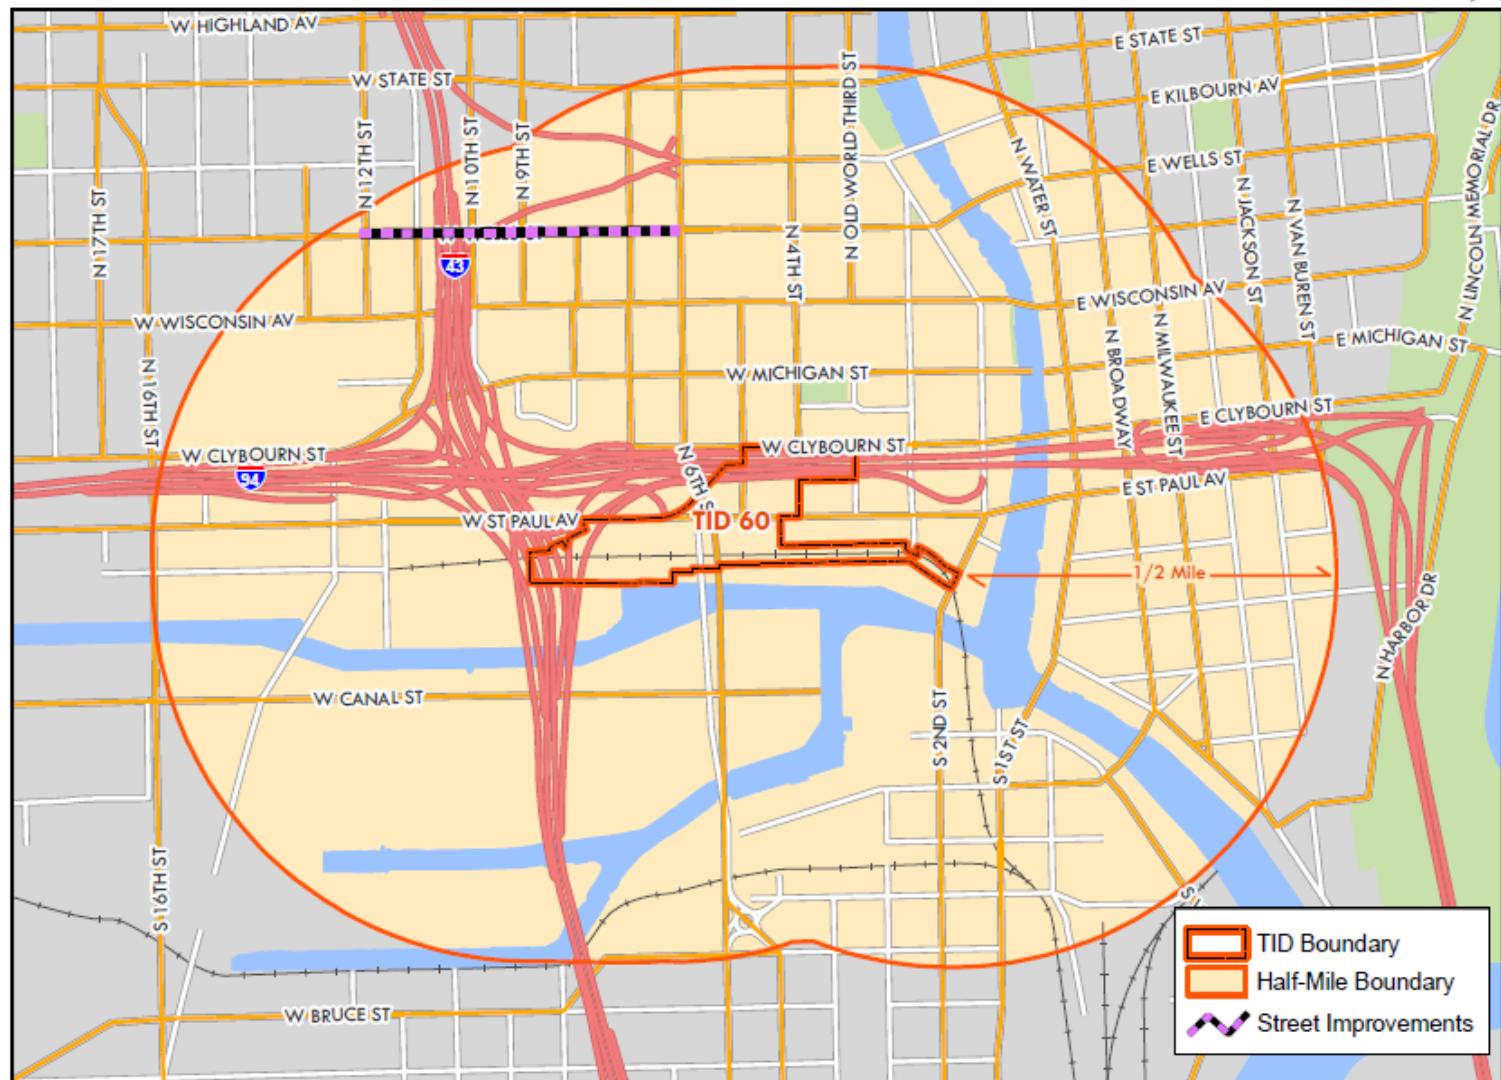 W HIGHLAND AV
E STATE ST
W STATE ST
E KILBOURN AV
N 12TH ST
N 10TH ST
N 9TH ST
N OLD WORLD THIRD ST
N WATER ST
E WELLS ST
N LINCOLN MEMORIAL DR
N 17TH ST
N 4TH ST
N JACKSON ST
N VAN BUREN ST
43
W WISCONSIN AV
E WISCONSIN AV
N 16TH ST
N BROADWAY
N MILWAUKEE ST
E MICHIGAN ST
W MICHIGAN ST
E CLYBOURN ST
W CLYBOURN ST
W CLYBOURN ST
94
N 6TH S
E ST PAUL AV
W ST PAUL AV
TID 60
1/2 Mile
N HARBOR DR
W CANAL ST
S 2ND ST
S 1ST ST
S 16TH ST
W BRUCE ST
TID Boundary
Half-Mile Boundary
Street Improvements